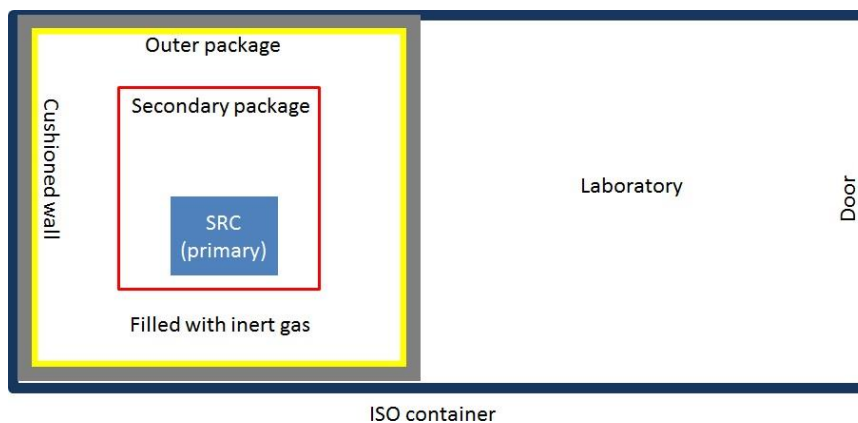 Outer package
Cushioned wall
Secondary package
SRC
(primary)
Filled with inert gas
Laboratory
Door
ISO container